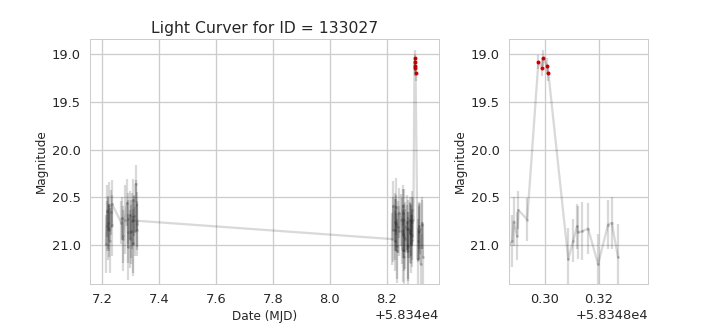 Light Curver for ID = 133027
19.0
19.5
20.0
20.5
21.0
Magnitude
7.2 7.4 7.6 7.8 8.0 8.2
Date (MJD)
+5.834e4
19.0
19.5
20.0
20.5
21.0
Magnitude
0.30 0.32
+5.8348e4